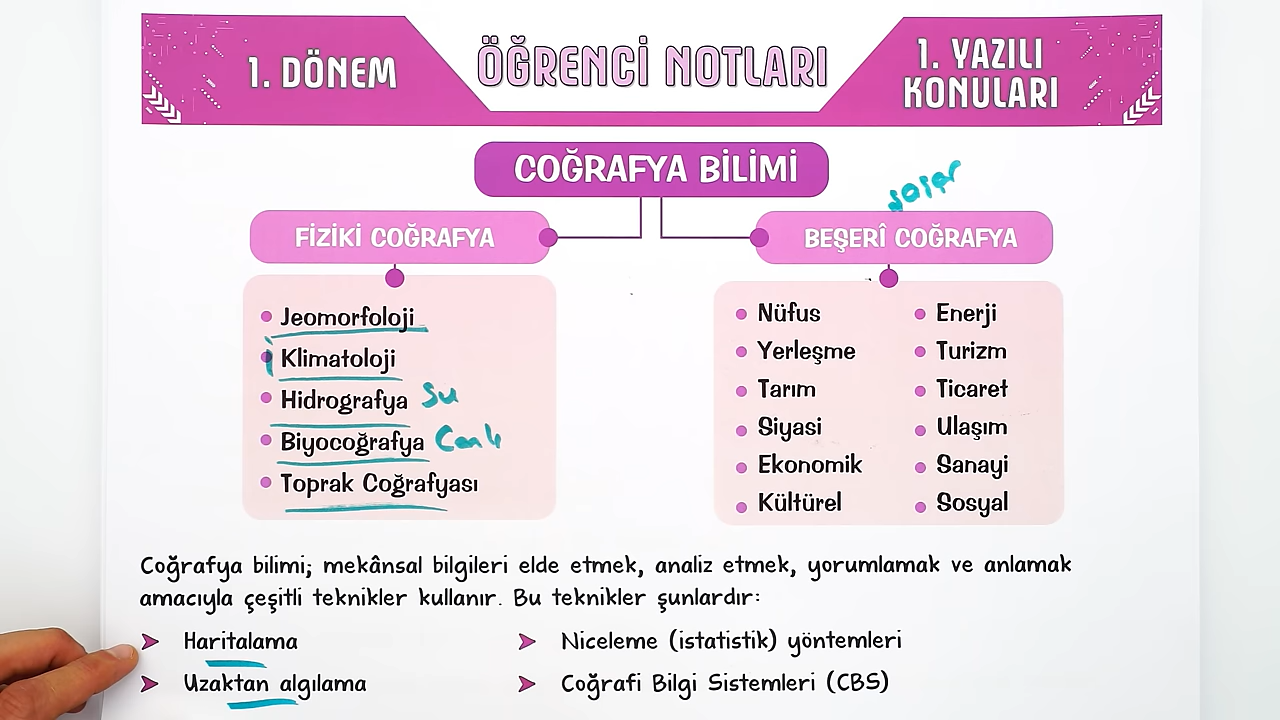 1. DÖNEM
ÖĞRENCİ NOTLARI
1. YAZILI
KONULARI
COĞRAFYA BİLİMİ
FİZİKİ COĞRAFYA
Jeomorfoloji
Klimatoloji
Hidrografya Su
Biyocoğrafya Canlı
Toprak Coğrafyası
BEŞERÎ COĞRAFYA
Nüfus
Yerleşme
Tarım
Siyasi
Ekonomik
Kültürel
Enerji
Turizm
Ticaret
Ulaşım
Sanayi
Sosyal
Coğrafya bilimi; mekânsal bilgileri elde etmek, analiz etmek, yorumlamak ve anlamak
amacıyla çeşitli teknikler kullanır. Bu teknikler şunlardır:
Haritalama
Uzaktan algılama
Niceleme (istatistik) yöntemleri
Coğrafi Bilgi Sistemleri (CBS)